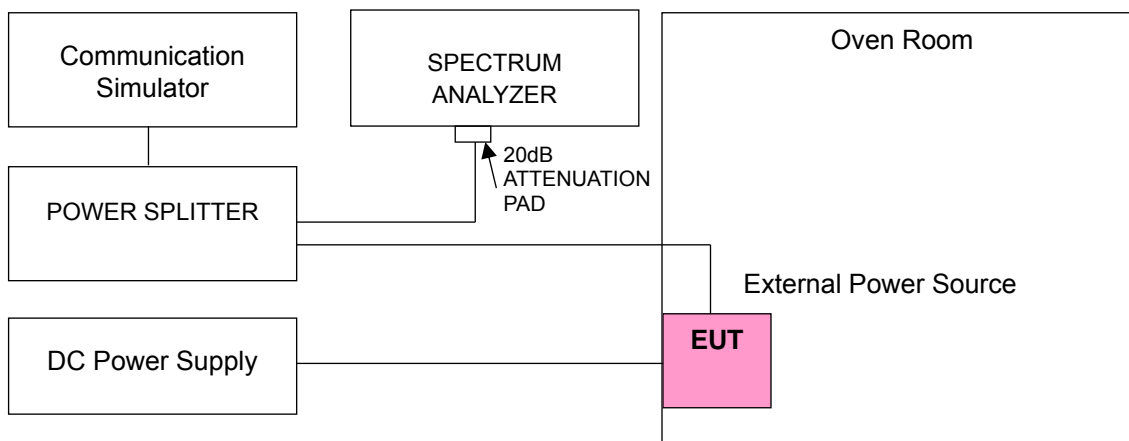 Communication
Simulator
SPECTRUM
ANALYZER
Oven Room
20dB
ATTENUATION
PAD
POWER SPLITTER
External Power Source
EUT
DC Power Supply